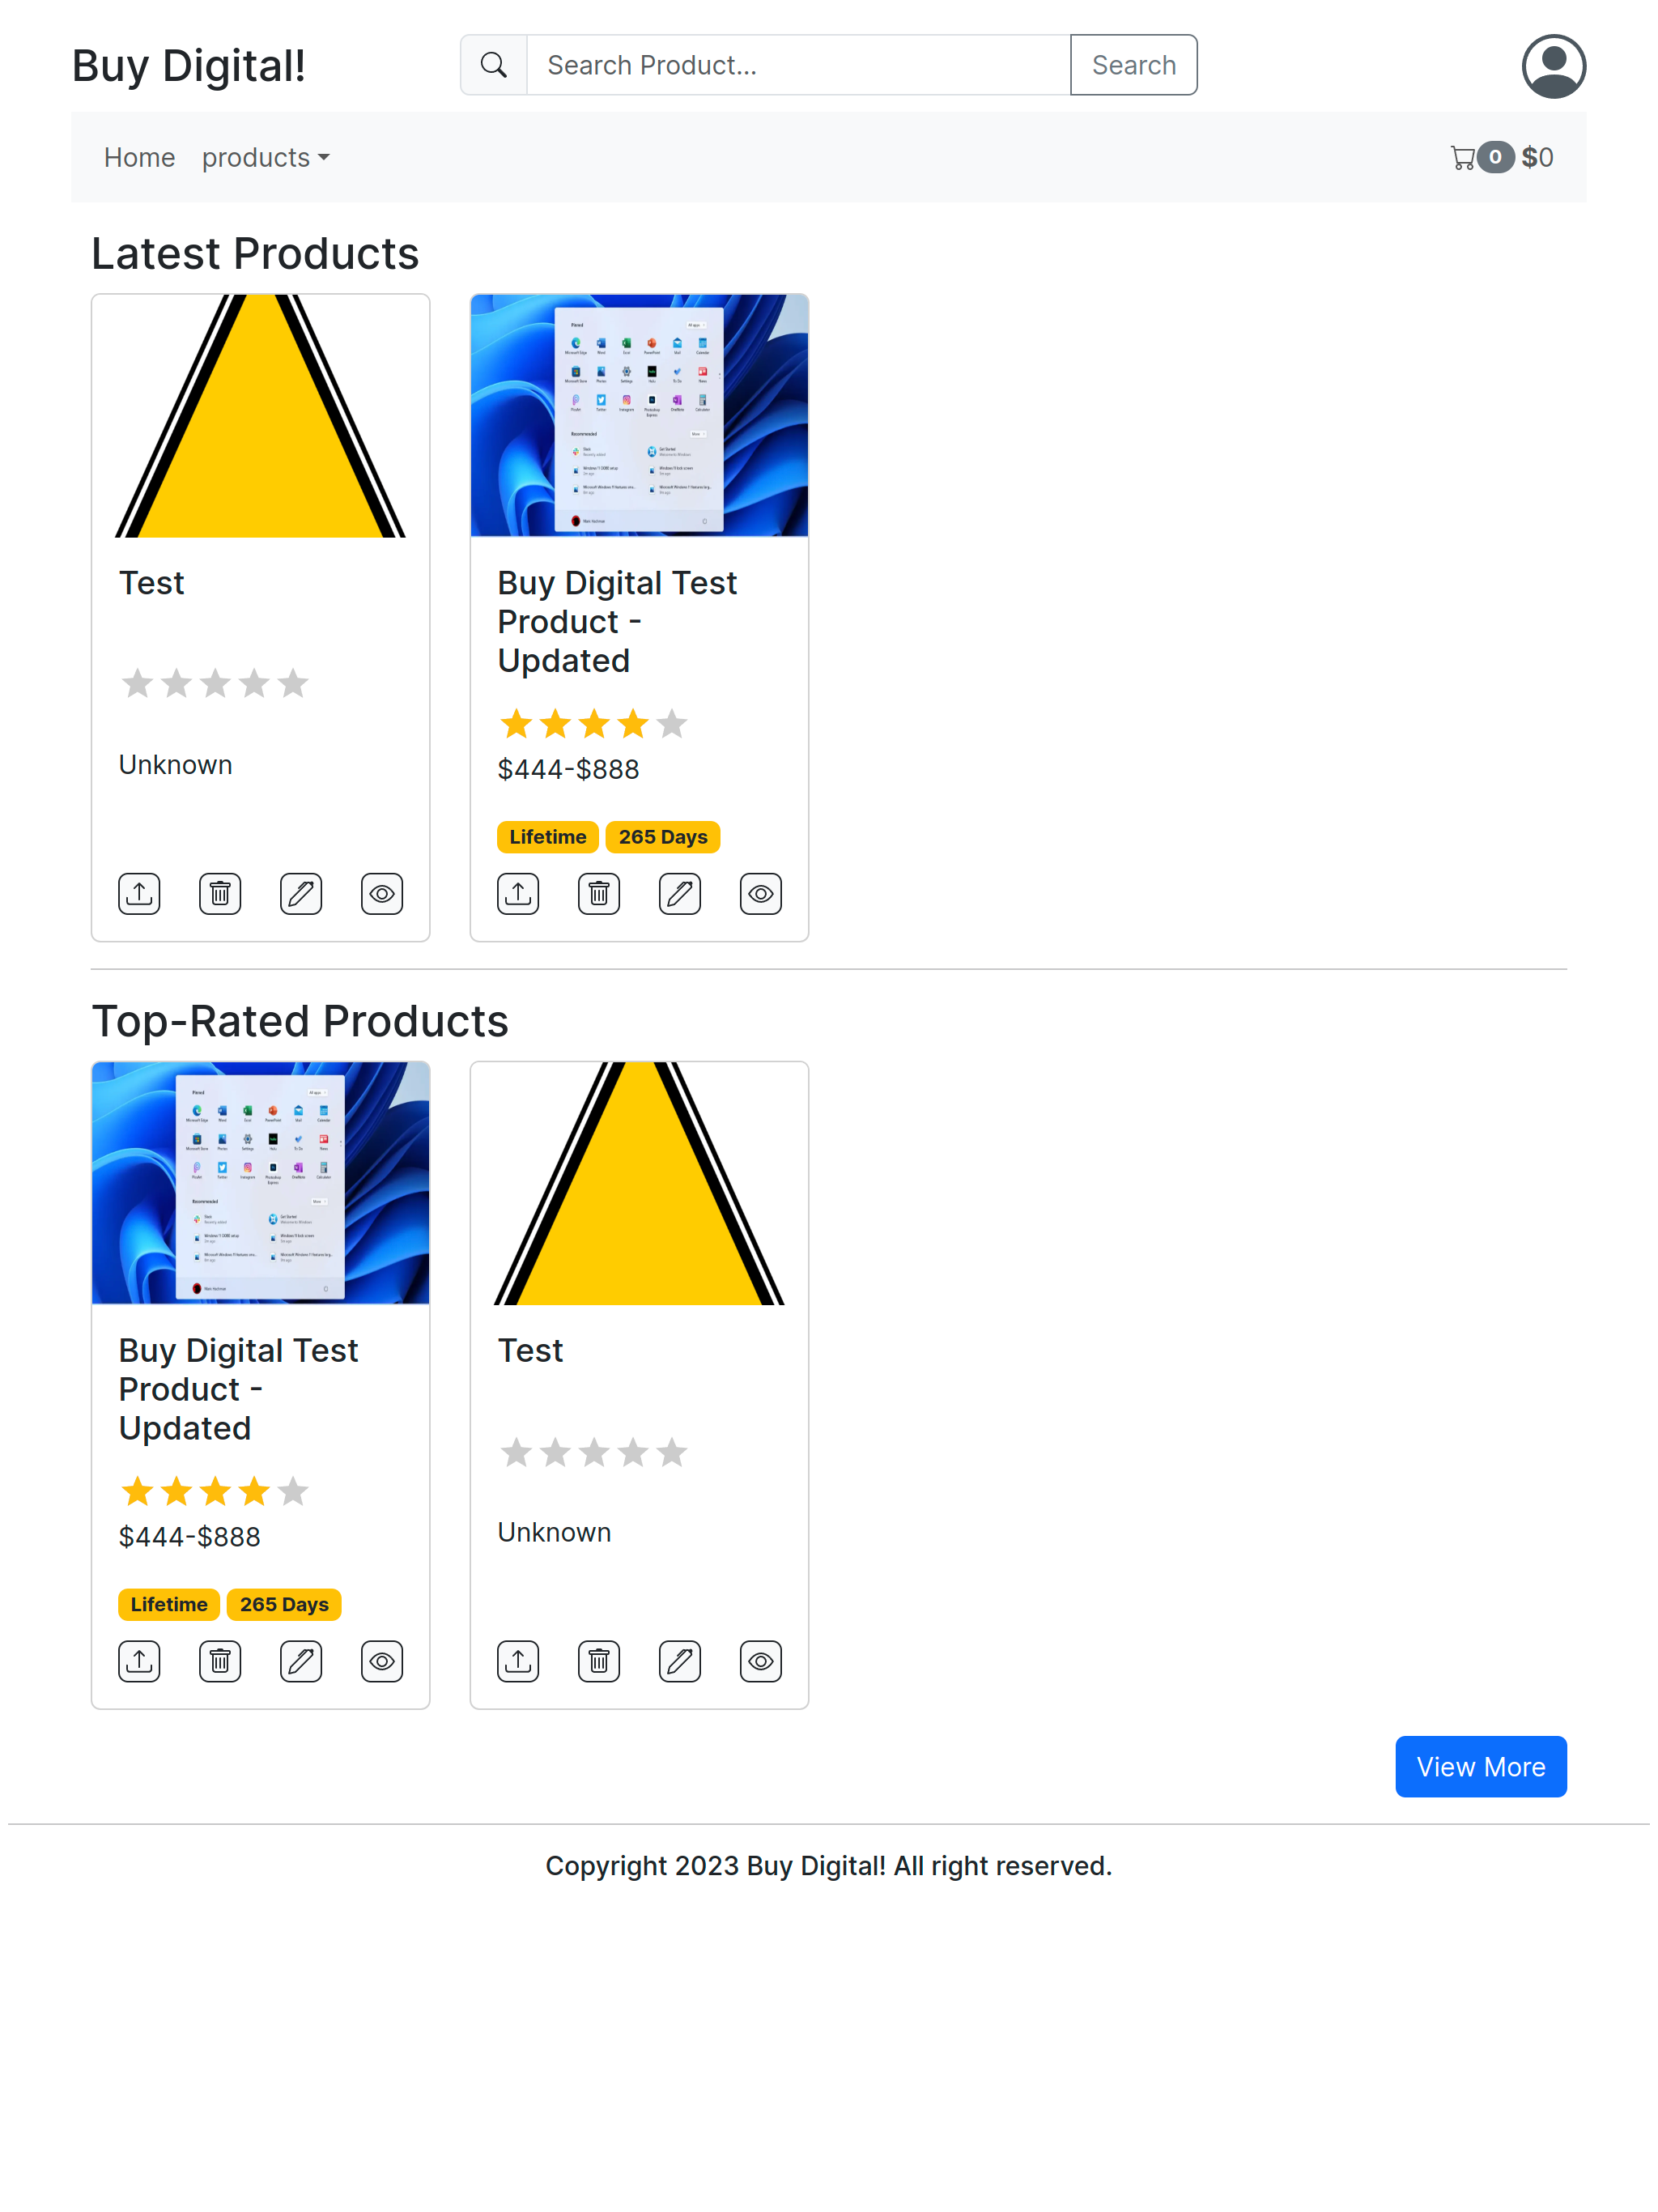 Buy Digital!
Search Product...
Search
Home
products
0 $0
Latest Products
Test
Unknown
Buy Digital Test
Product -
Updated
$444-$888
Lifetime
265 Days
Top-Rated Products
Buy Digital Test
Product -
Updated
$444-$888
Lifetime
265 Days
Test
Unknown
View More
Copyright 2023 Buy Digital! All right reserved.